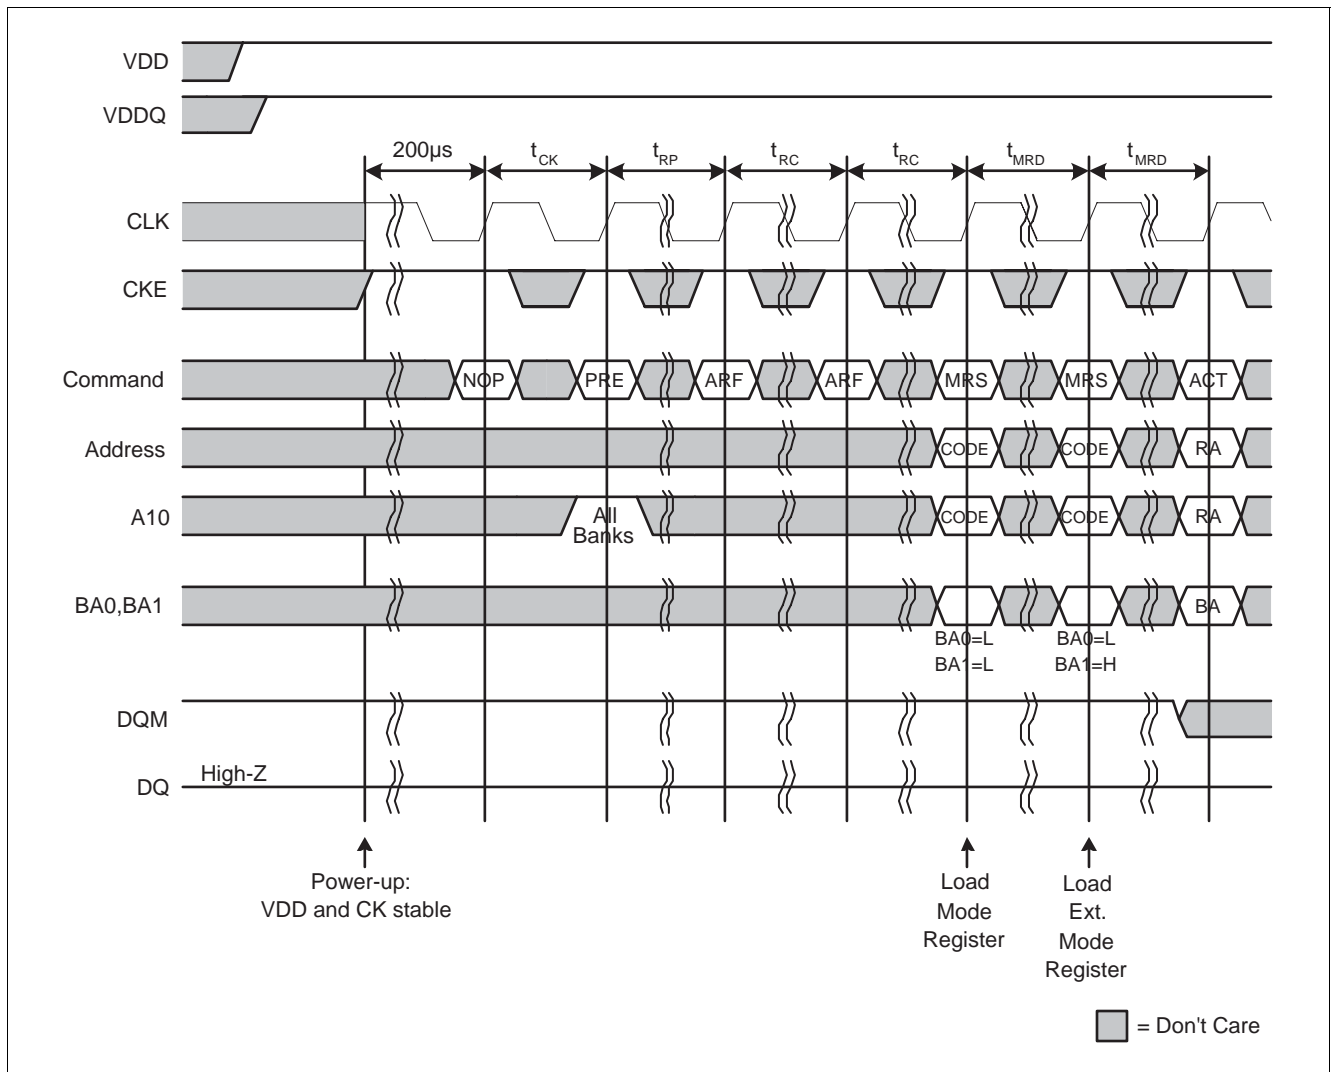 VDD
VDDQ
200µs tCK tRP tRC tRC tMRD tMRD
CLK
CKE
Command NOP PRE ARF ARF MRS MRS ACT
Address CODE CODE RA
A10 All Banks CODE CODE RA
BA0,BA1 BA
BA0=L BA0=L
BA1=L BA1=H
DQM
DQ High-Z
Power-up:
VDD and CK stable
Load
Mode
Register
Load
Ext.
Mode
Register
= Don't Care